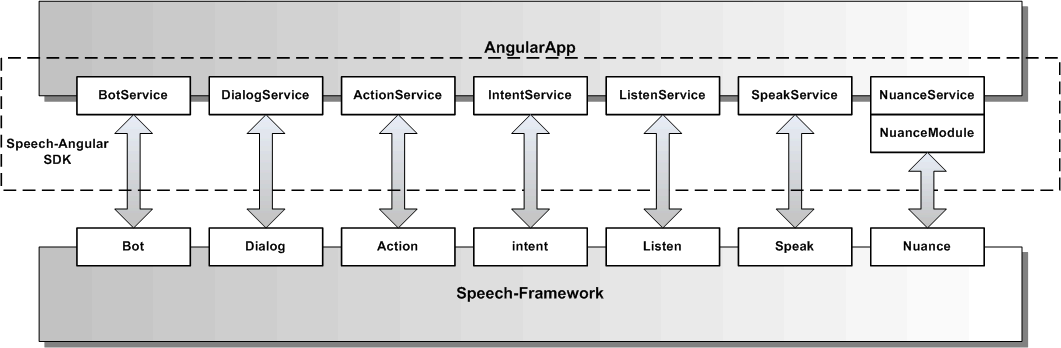 AngularApp
BotService
DialogService
ActionService
IntentService
ListenService
SpeakService
NuanceService
NuanceModule
Speech-Angular
SDK
Bot
Dialog
Action
intent
Listen
Speak
Nuance
Speech-Framework